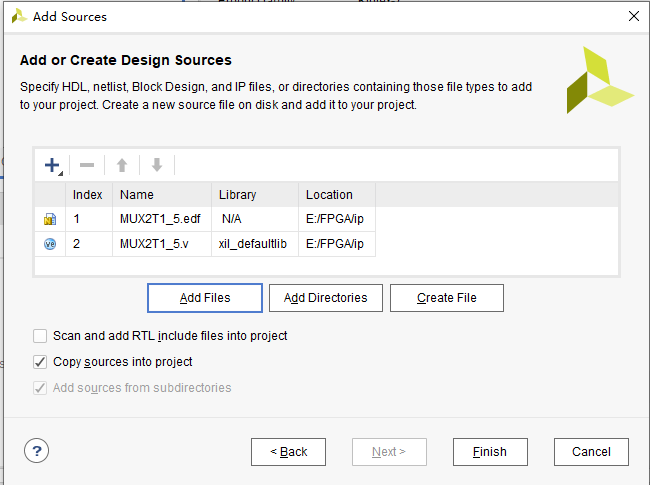 Add Sources
Add or Create Design Sources
Specify HDL, netlist, Block Design, and IP files, or directories containing those file types to add
to your project. Create a new source file on disk and add it to your project.
Index Name Library Location
1 MUX2T1_5.edf N/A E:/FPGA/ip
2 MUX2T1_5.v xil_defaultlib E:/FPGA/ip
Add Files Add Directories Create File
Scan and add RTL include files into project
Copy sources into project
Add sources from subdirectories
? < Back Next > Finish Cancel